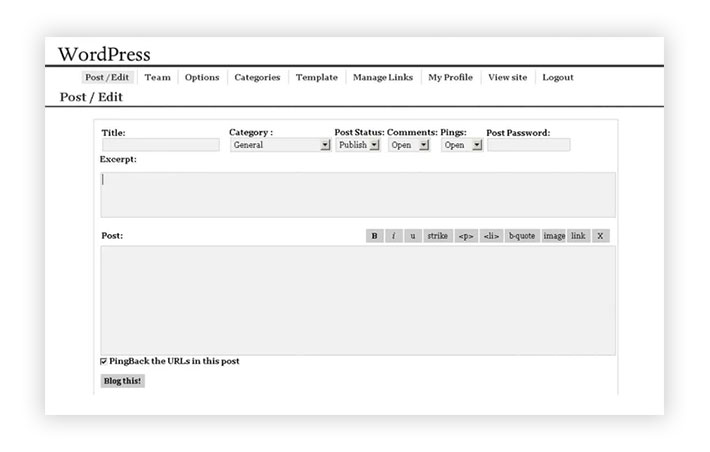 WordPress
Post / Edit Team Options Categories Template Manage Links My Profile View site Logout
Post / Edit
Title: Category : Post Status: Comments: Pings: Post Password:
General Publish Open Open
Excerpt:
Post: B i u strike <p> <li> b-quote image link X
PingBack the URLs in this post
Blog this!